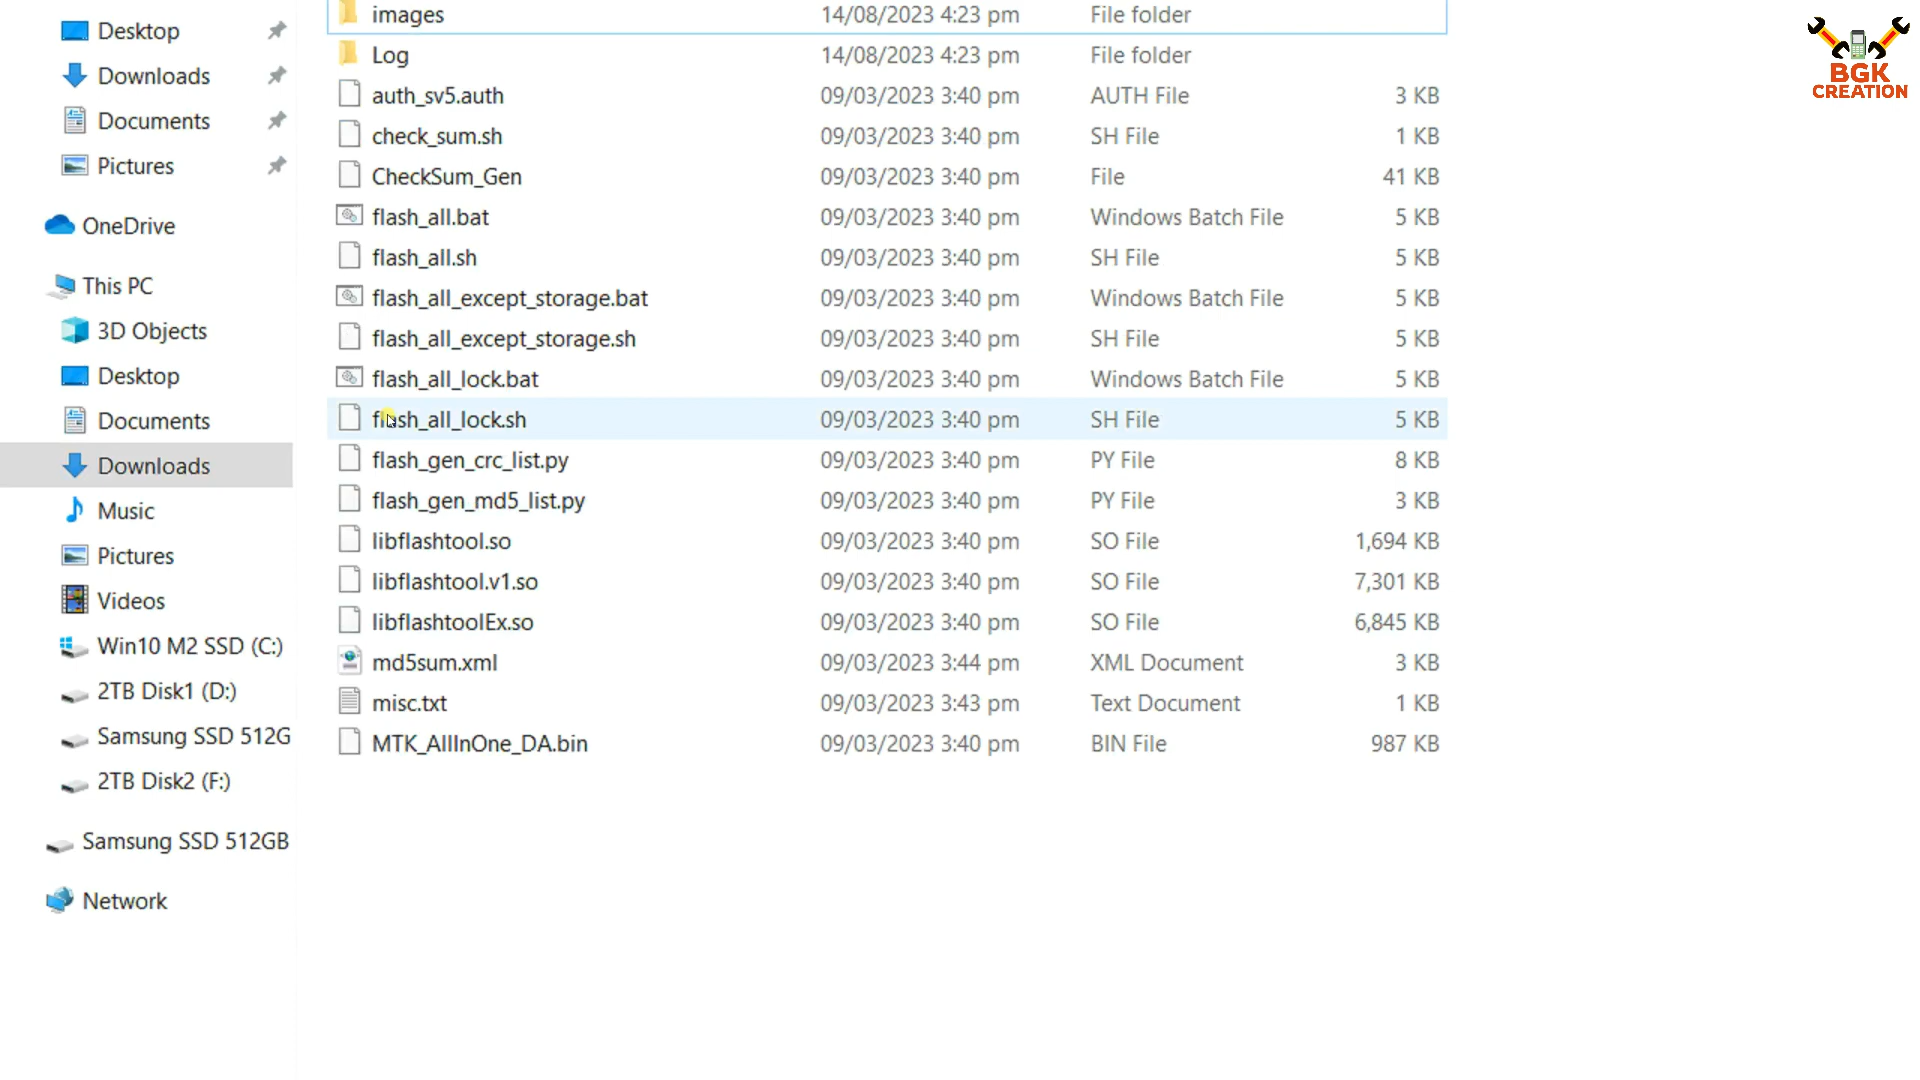 Desktop
Downloads
Documents
Pictures
OneDrive
This PC
3D Objects
Desktop
Documents
Downloads
Music
Pictures
Videos
Win10 M2 SSD (C:)
2TB Disk1 (D:)
Samsung SSD 512G
2TB Disk2 (F:)
Samsung SSD 512GB
Network
images 14/08/2023 4:23 pm File folder
Log 14/08/2023 4:23 pm File folder
auth_sv5.auth 09/03/2023 3:40 pm AUTH File 3 KB
check_sum.sh 09/03/2023 3:40 pm SH File 1 KB
CheckSum_Gen 09/03/2023 3:40 pm File 41 KB
flash_all.bat 09/03/2023 3:40 pm Windows Batch File 5 KB
flash_all.sh 09/03/2023 3:40 pm SH File 5 KB
flash_all_except_storage.bat 09/03/2023 3:40 pm Windows Batch File 5 KB
flash_all_except_storage.sh 09/03/2023 3:40 pm SH File 5 KB
flash_all_lock.bat 09/03/2023 3:40 pm Windows Batch File 5 KB
flash_all_lock.sh 09/03/2023 3:40 pm SH File 5 KB
flash_gen_crc_list.py 09/03/2023 3:40 pm PY File 8 KB
flash_gen_md5_list.py 09/03/2023 3:40 pm PY File 3 KB
libflashtool.so 09/03/2023 3:40 pm SO File 1,694 KB
libflashtool.v1.so 09/03/2023 3:40 pm SO File 7,301 KB
libflashtoolEx.so 09/03/2023 3:40 pm SO File 6,845 KB
md5sum.xml 09/03/2023 3:44 pm XML Document 3 KB
misc.txt 09/03/2023 3:43 pm Text Document 1 KB
MTK_AllInOne_DA.bin 09/03/2023 3:40 pm BIN File 987 KB
BGK
CREATION